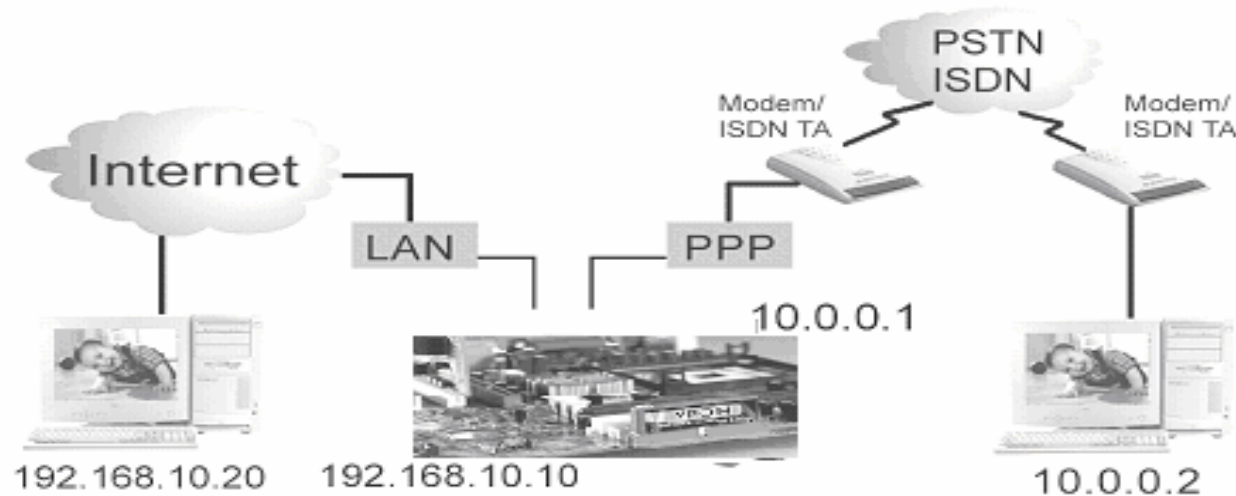 PSTN
ISDN
Modem/
ISDN TA
Modem/
ISDN TA
Internet
LAN
PPP
10.0.0.1
192.168.10.20
192.168.10.10
10.0.0.2